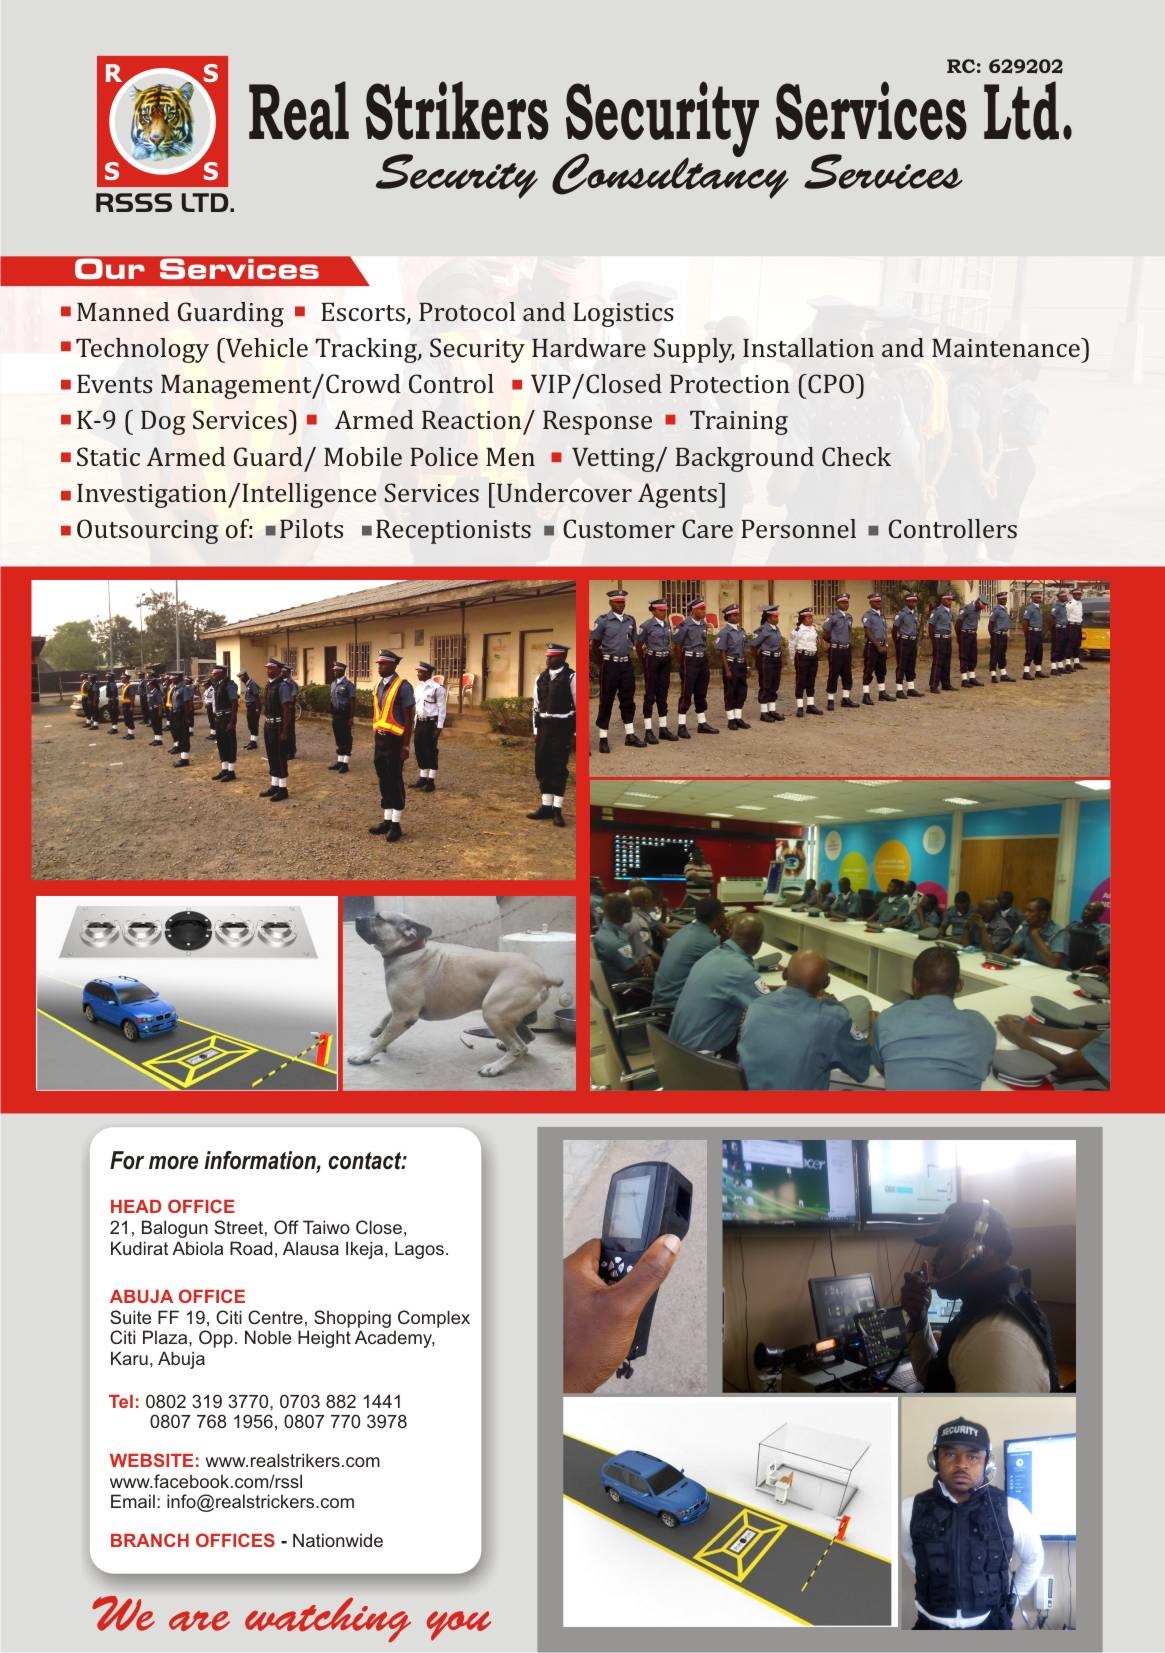 RC: 629202
R S
S S
RSSS LTD.
Real Strikers Security Services Ltd.
Security Consultancy Services
Our Services
Manned Guarding ▪ Escorts, Protocol and Logistics
Technology (Vehicle Tracking, Security Hardware Supply, Installation and Maintenance)
Events Management/Crowd Control ▪ VIP/Closed Protection (CPO)
K-9 ( Dog Services) ▪ Armed Reaction/ Response ▪ Training
Static Armed Guard/ Mobile Police Men ▪ Vetting/ Background Check
Investigation/Intelligence Services [Undercover Agents]
Outsourcing of: ▪Pilots ▪Receptionists ▪ Customer Care Personnel ▪ Controllers
For more information, contact:
HEAD OFFICE
21, Balogun Street, Off Taiwo Close,
Kudirat Abiola Road, Alausa Ikeja, Lagos.
ABUJA OFFICE
Suite FF 19, Citi Centre, Shopping Complex
Citi Plaza, Opp. Noble Height Academy,
Karu, Abuja
Tel: 0802 319 3770, 0703 882 1441
0807 768 1956, 0807 770 3978
WEBSITE: www.realstrikers.com
www.facebook.com/rssl
Email: info@realstrickers.com
BRANCH OFFICES - Nationwide
We are watching you
acer
SECURITY